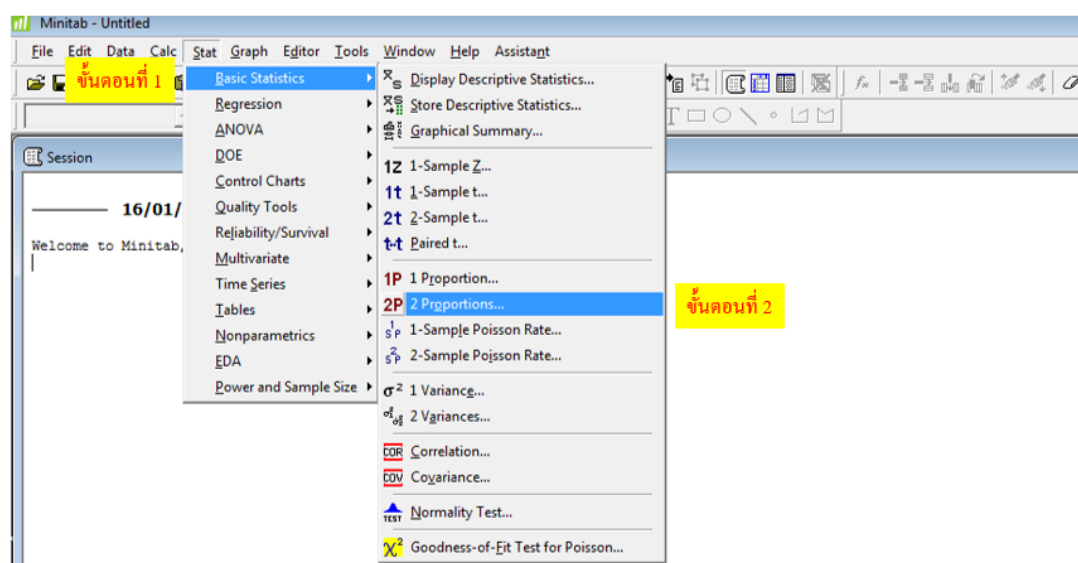 Minitab - Untitled
File Edit Data Calc Stat Graph Editor Tools Window Help Assistant
ขั้นตอนที่ 1
Basic Statistics
Regression
ANOVA
DOE
Control Charts
Quality Tools
Reliability/Survival
Multivariate
Time Series
Tables
Nonparametrics
EDA
Power and Sample Size
Display Descriptive Statistics...
Store Descriptive Statistics...
Graphical Summary...
1Z 1-Sample Z...
1t 1-Sample t...
2t 2-Sample t...
t-t Paired t...
1P 1 Proportion...
2P 2 Proportions...
1-Sample Poisson Rate...
2-Sample Poisson Rate...
σ² 1 Variance...
2 Variances...
COR Correlation...
COV Covariance...
TEST Normality Test...
χ² Goodness-of-Fit Test for Poisson...
ขั้นตอนที่ 2
Session
16/01/
Welcome to Minitab,